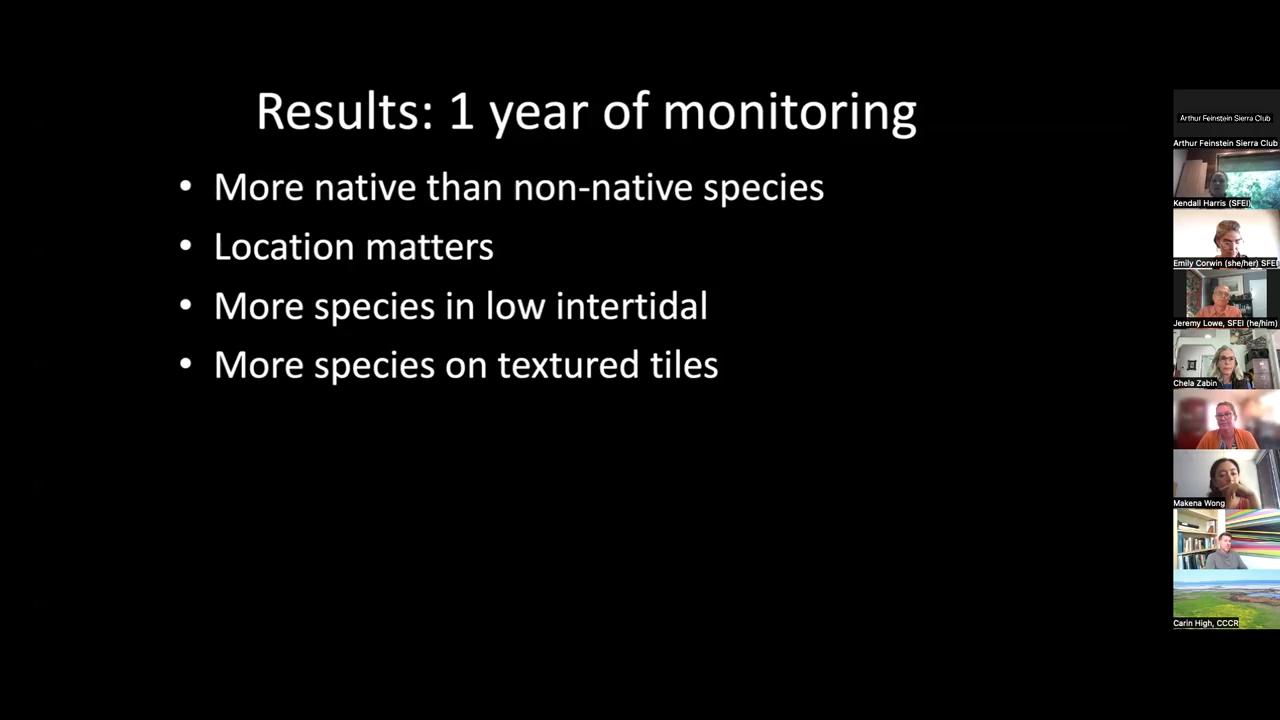 Results: 1 year of monitoring
• More native than non-native species
• Location matters
• More species in low intertidal
• More species on textured tiles
Arthur Feinstein Sierra Club
Arthur Feinstein Sierra Club
Kendall Harris (SFEI)
Emily Corwin (she/her) SFEI
Jeremy Lowe, SFEI (he/him)
Chela Zabin
Makena Wong
Carin High, CCCR